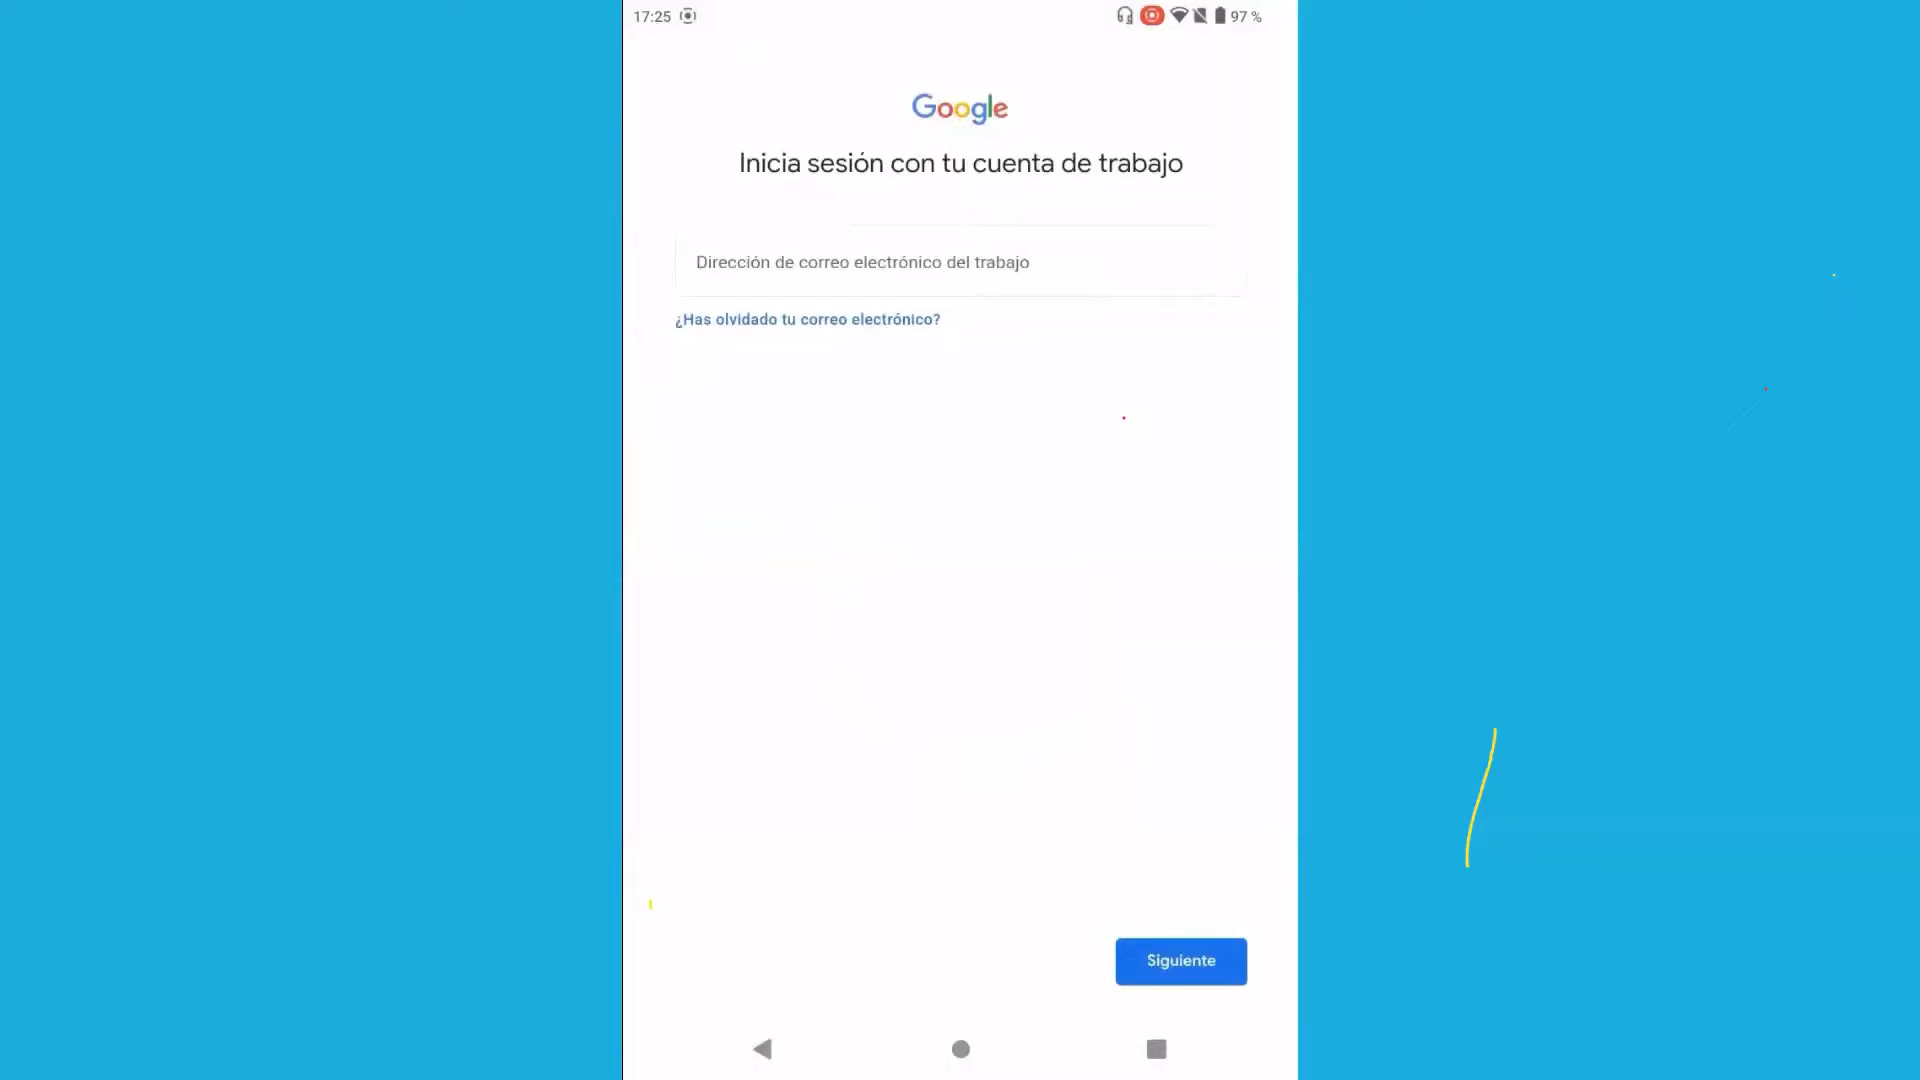 17:25 97 %
Google
Inicia sesión con tu cuenta de trabajo
Dirección de correo electrónico del trabajo
¿Has olvidado tu correo electrónico?
Siguiente